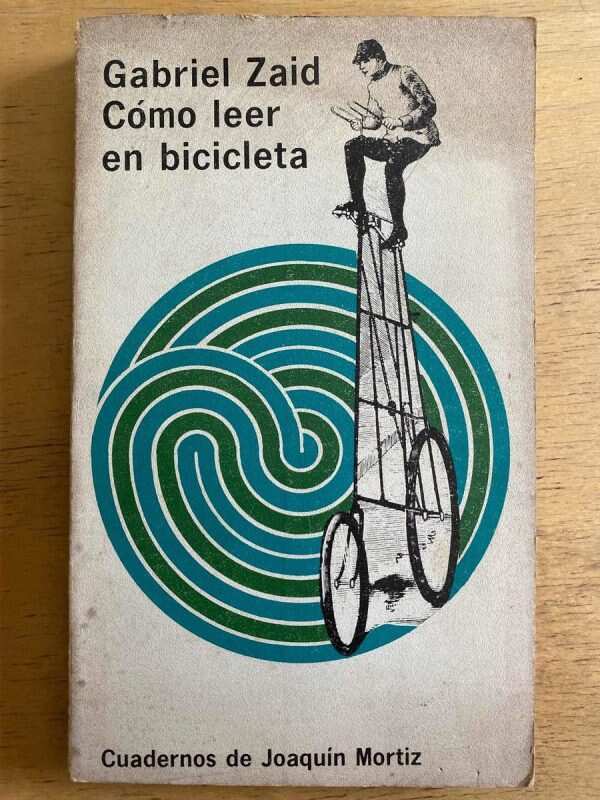 Gabriel Zaid
Cómo leer
en bicicleta
Cuadernos de Joaquín Mortiz